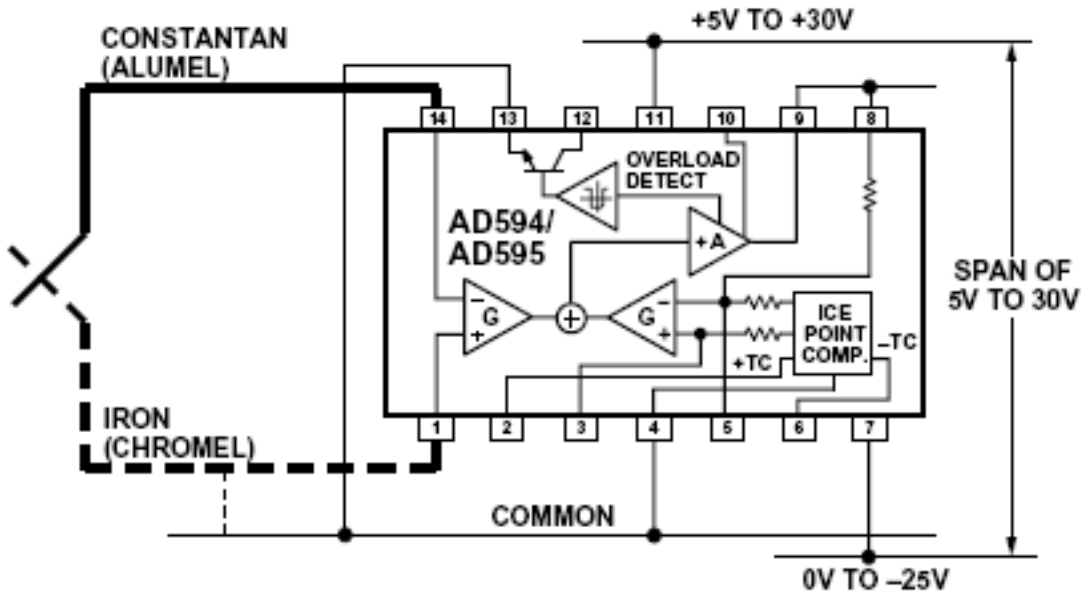 +5V TO +30V
CONSTANTAN
(ALUMEL)
14
13
12
11
10
9
8
OVERLOAD
DETECT
AD594/
AD595
+A
SPAN OF
5V TO 30V
−
G
+
+
G
−
+
ICE
POINT
COMP.
–TC
+TC
IRON
(CHROMEL)
1
2
3
4
5
6
7
COMMON
0V TO –25V